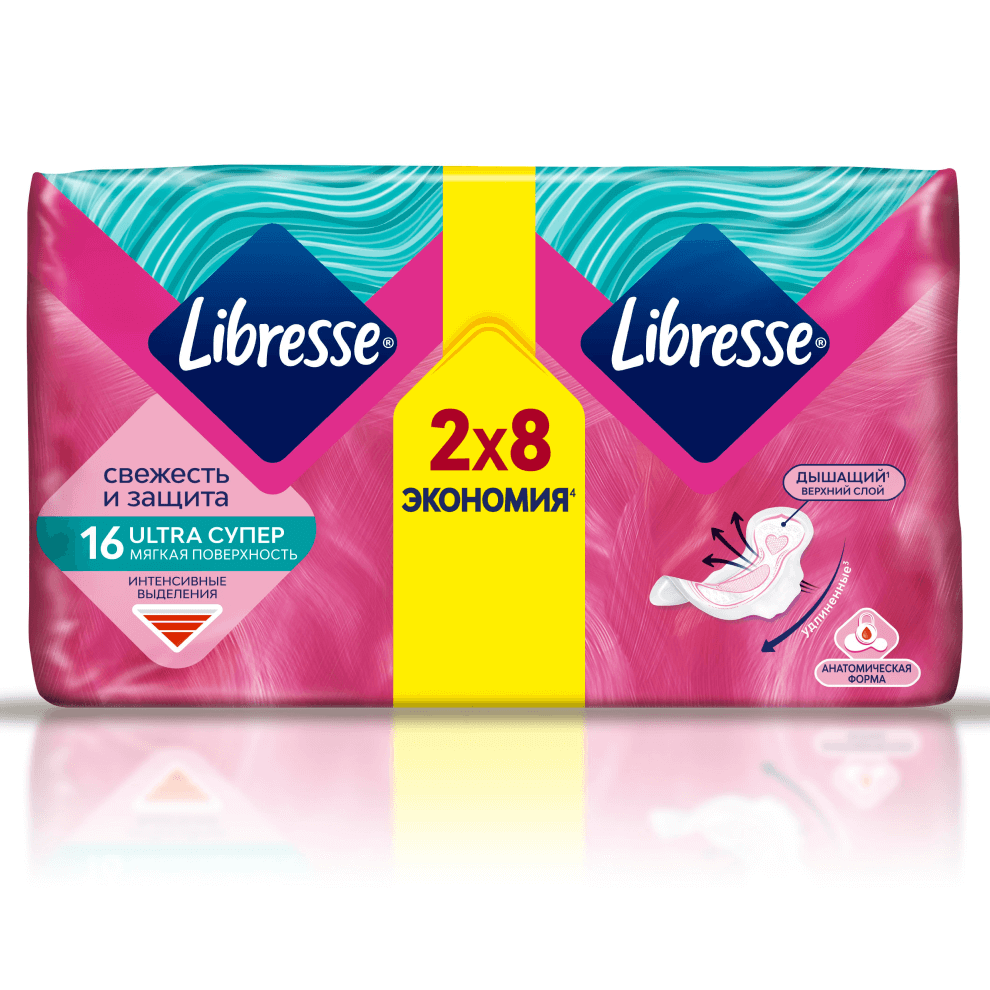 Libresse®
Libresse®
СВЕЖЕСТЬ
И ЗАЩИТА
16 ULTRA СУПЕР
МЯГКАЯ ПОВЕРХНОСТЬ
ИНТЕНСИВНЫЕ
ВЫДЕЛЕНИЯ
2x8
ЭКОНОМИЯ⁴
ДЫШАЩИЙ¹
ВЕРХНИЙ СЛОЙ
удлиненные³
АНАТОМИЧЕСКАЯ
ФОРМА